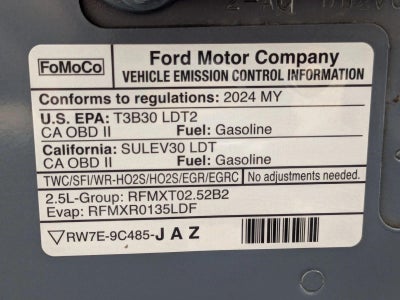 FoMoCo
Ford Motor Company
VEHICLE EMISSION CONTROL INFORMATION
Conforms to regulations: 2024 MY
U.S. EPA: T3B30 LDT2
CA OBD II Fuel: Gasoline
California: SULEV30 LDT
CA OBD II Fuel: Gasoline
TWC/SFI/WR-HO2S/HO2S/EGR/EGRC No adjustments needed.
2.5L-Group: RFMXT02.52B2
Evap: RFMXR0135LDF
RW7E-9C485-JAZ